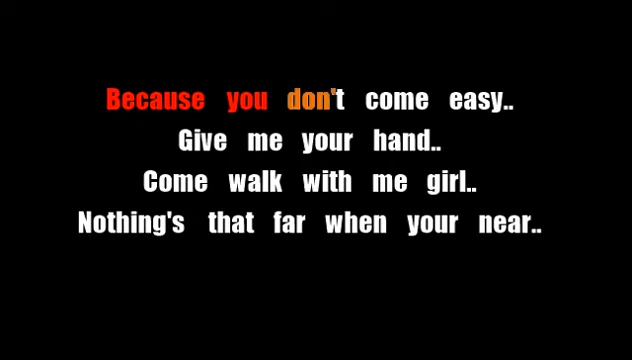 Because you don't come easy..
Give me your hand..
Come walk with me girl..
Nothing's that far when your near..